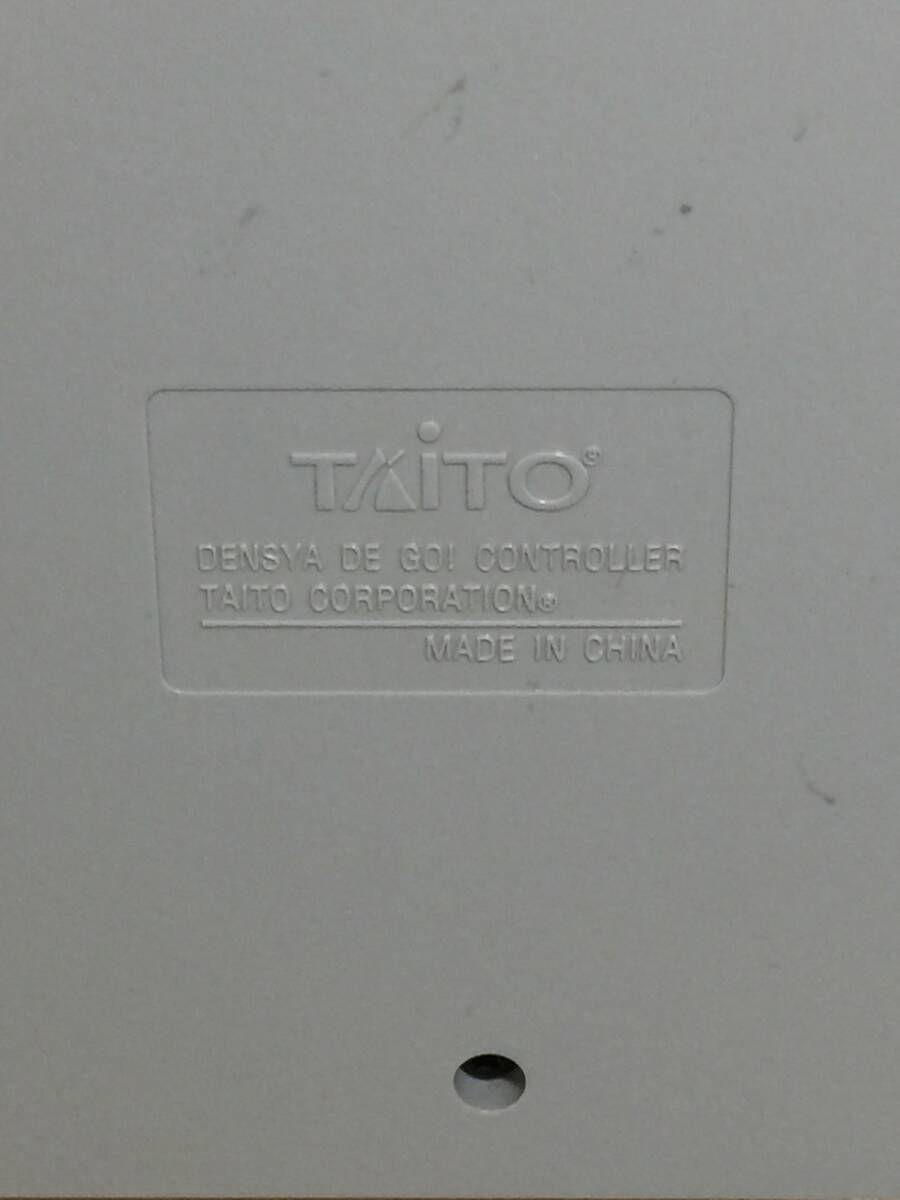 TAiTO®
DENSYA DE GO! CONTROLLER
TAITO CORPORATION®
MADE IN CHINA